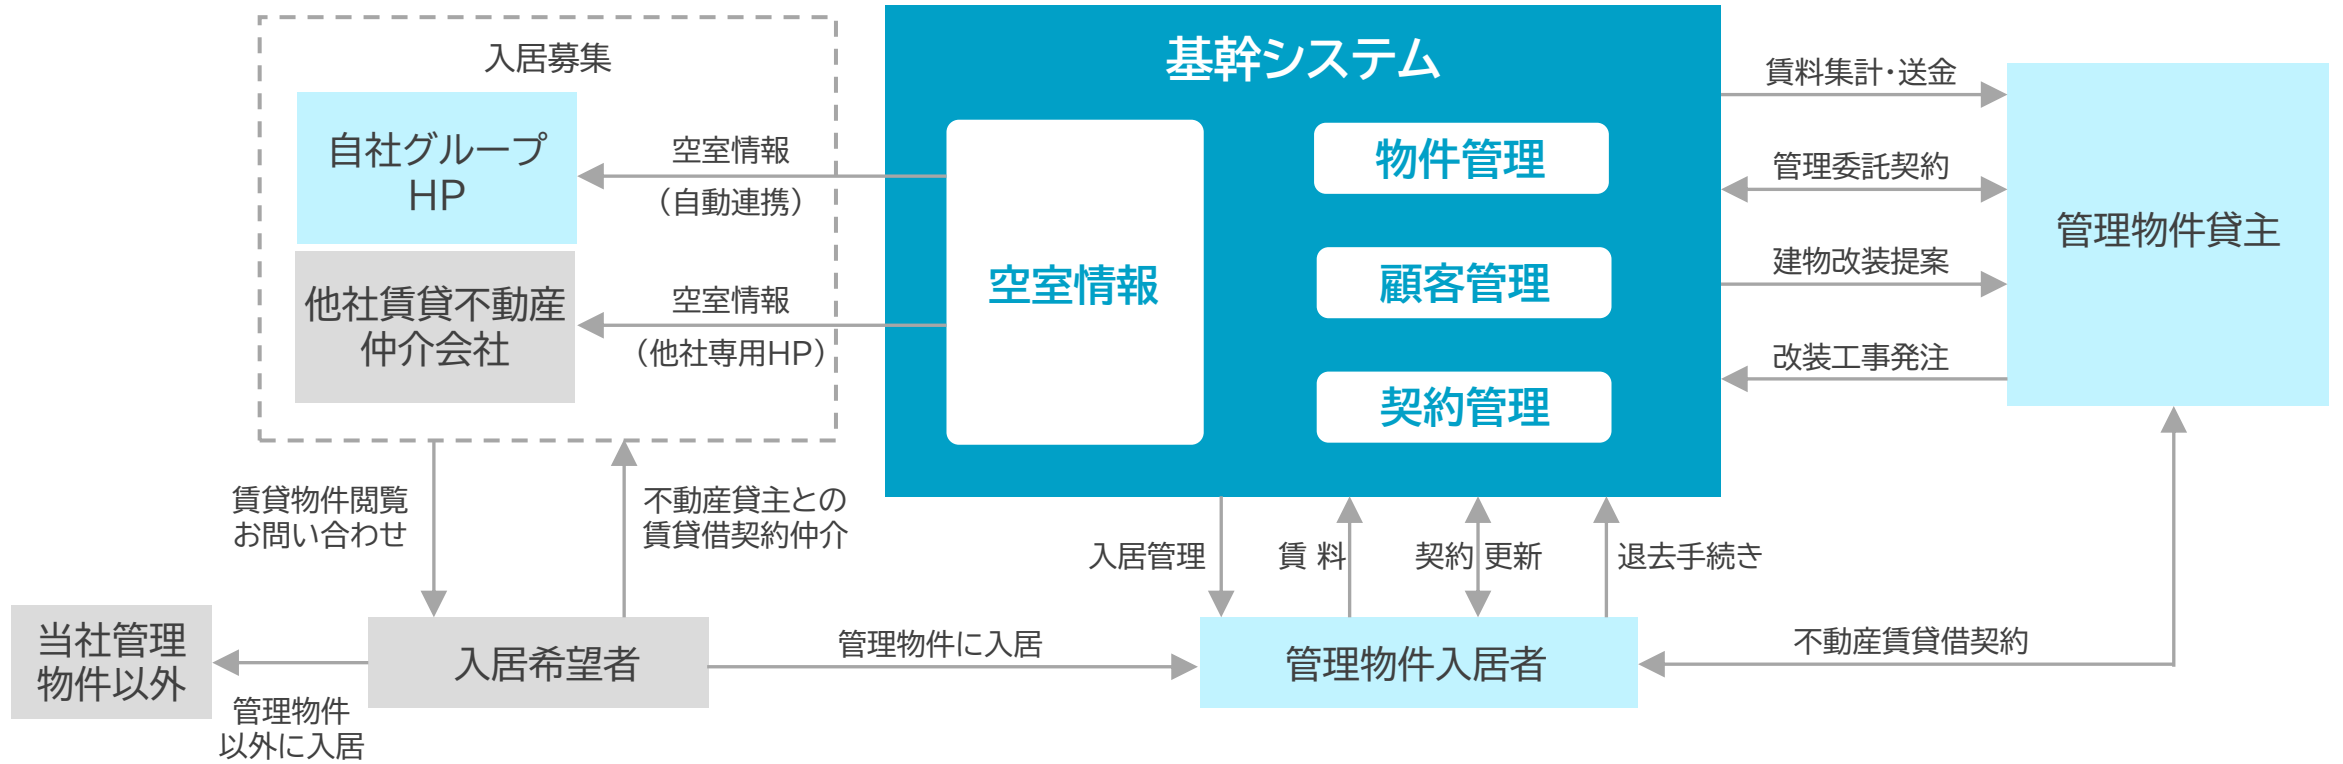 入居募集
自社グループ
HP
他社賃貸不動産
仲介会社
空室情報
（自動連携）
空室情報
（他社専用HP）
基幹システム
空室情報
物件管理
顧客管理
契約管理
賃料集計・送金
管理委託契約
建物改装提案
改装工事発注
管理物件貸主
賃貸物件閲覧
お問い合わせ
不動産貸主との
賃貸借契約仲介
入居管理
賃 料
契約 更新
退去手続き
当社管理
物件以外
管理物件
以外に入居
入居希望者
管理物件に入居
管理物件入居者
不動産賃貸借契約